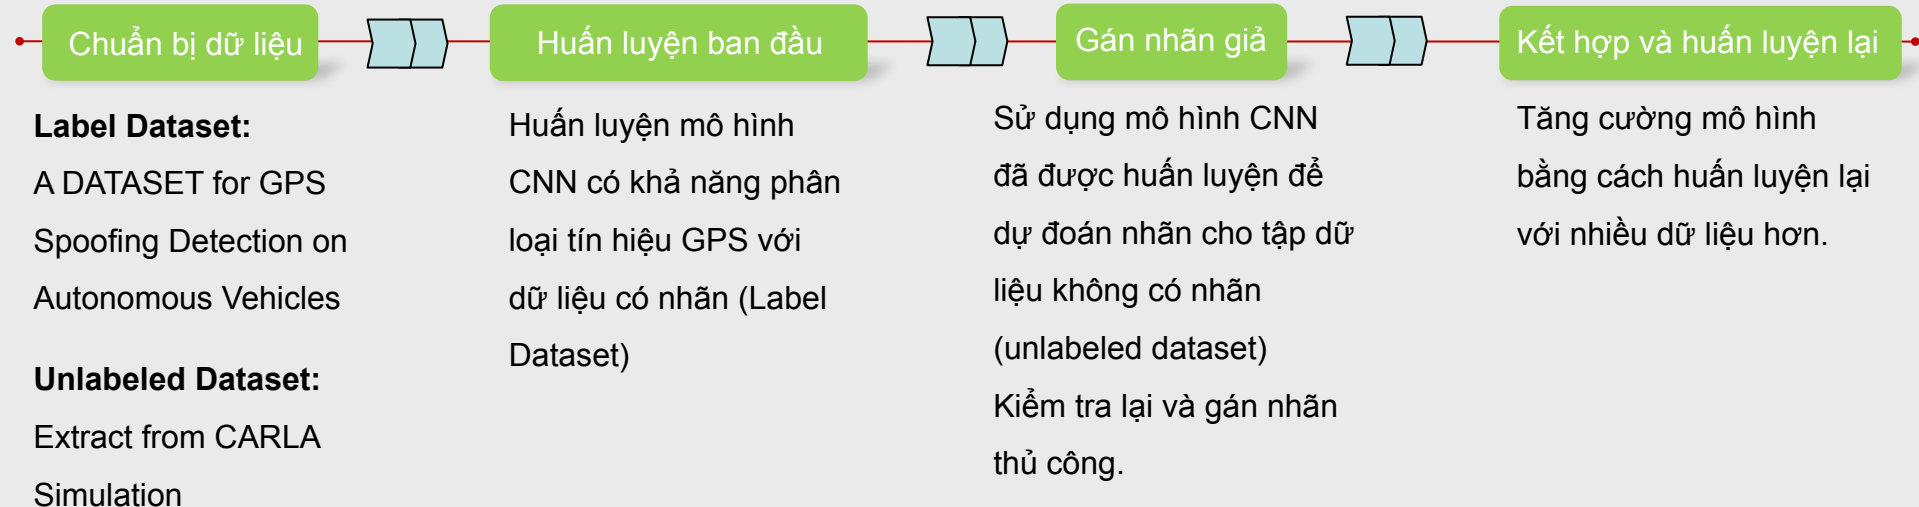 Chuẩn bị dữ liệu
Huấn luyện ban đầu
Gán nhãn giả
Kết hợp và huấn luyện lại
Label Dataset:
A DATASET for GPS
Spoofing Detection on
Autonomous Vehicles
Unlabeled Dataset:
Extract from CARLA
Simulation
Huấn luyện mô hình
CNN có khả năng phân
loại tín hiệu GPS với
dữ liệu có nhãn (Label
Dataset)
Sử dụng mô hình CNN
đã được huấn luyện để
dự đoán nhãn cho tập dữ
liệu không có nhãn
(unlabeled dataset)
Kiểm tra lại và gán nhãn
thủ công.
Tăng cường mô hình
bằng cách huấn luyện lại
với nhiều dữ liệu hơn.